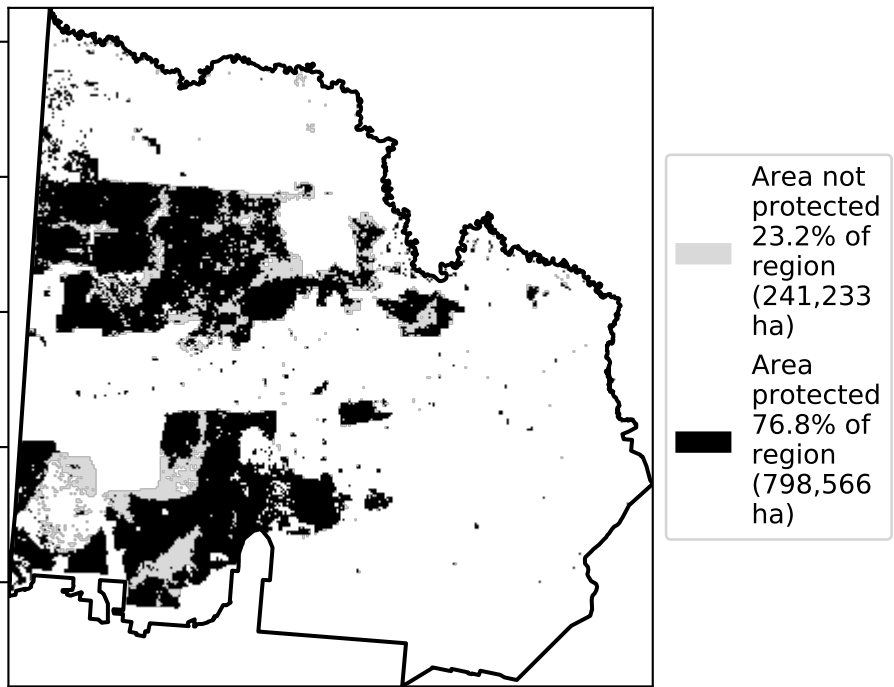 Area not
protected
23.2% of
region
(241,233
ha)
Area
protected
76.8% of
region
(798,566
ha)